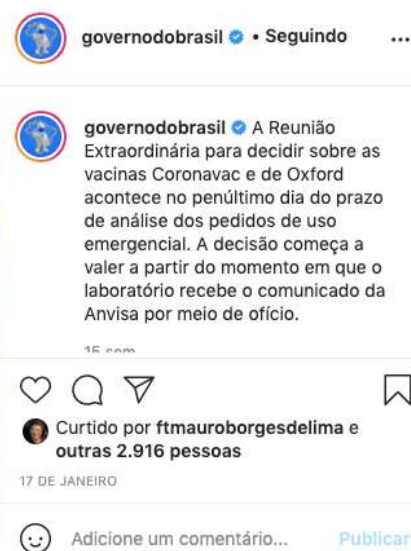 governodobrasil • Seguindo ...
governodobrasil A Reunião
Extraordinária para decidir sobre as
vacinas Coronavac e de Oxford
acontece no penúltimo dia do prazo
de análise dos pedidos de uso
emergencial. A decisão começa a
valer a partir do momento em que o
laboratório recebe o comunicado da
Anvisa por meio de ofício.
15 sem
Curtido por ftmauroborgesdelima e
outras 2.916 pessoas
17 DE JANEIRO
Adicione um comentário... Publicar